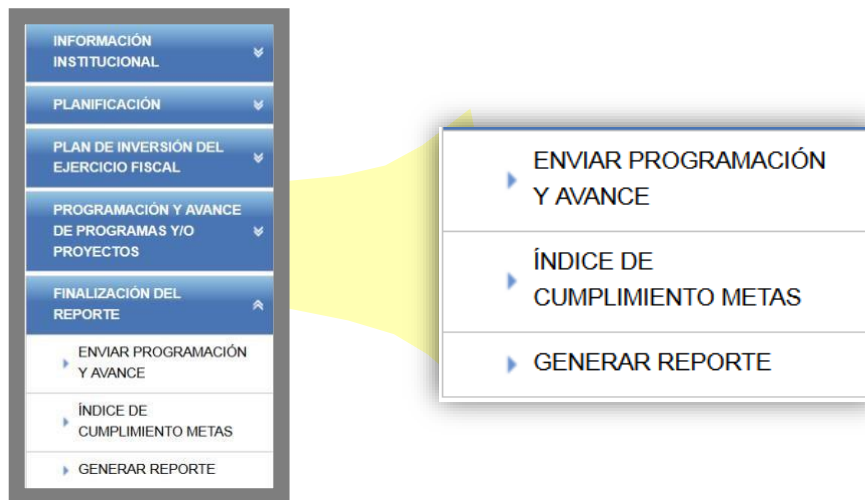 INFORMACIÓN
INSTITUCIONAL
PLANIFICACIÓN
PLAN DE INVERSIÓN DEL
EJERCICIO FISCAL
PROGRAMACIÓN Y AVANCE
DE PROGRAMAS Y/O
PROYECTOS
FINALIZACIÓN DEL
REPORTE
ENVIAR PROGRAMACIÓN
Y AVANCE
ÍNDICE DE
CUMPLIMIENTO METAS
GENERAR REPORTE
ENVIAR PROGRAMACIÓN
Y AVANCE
ÍNDICE DE
CUMPLIMIENTO METAS
GENERAR REPORTE